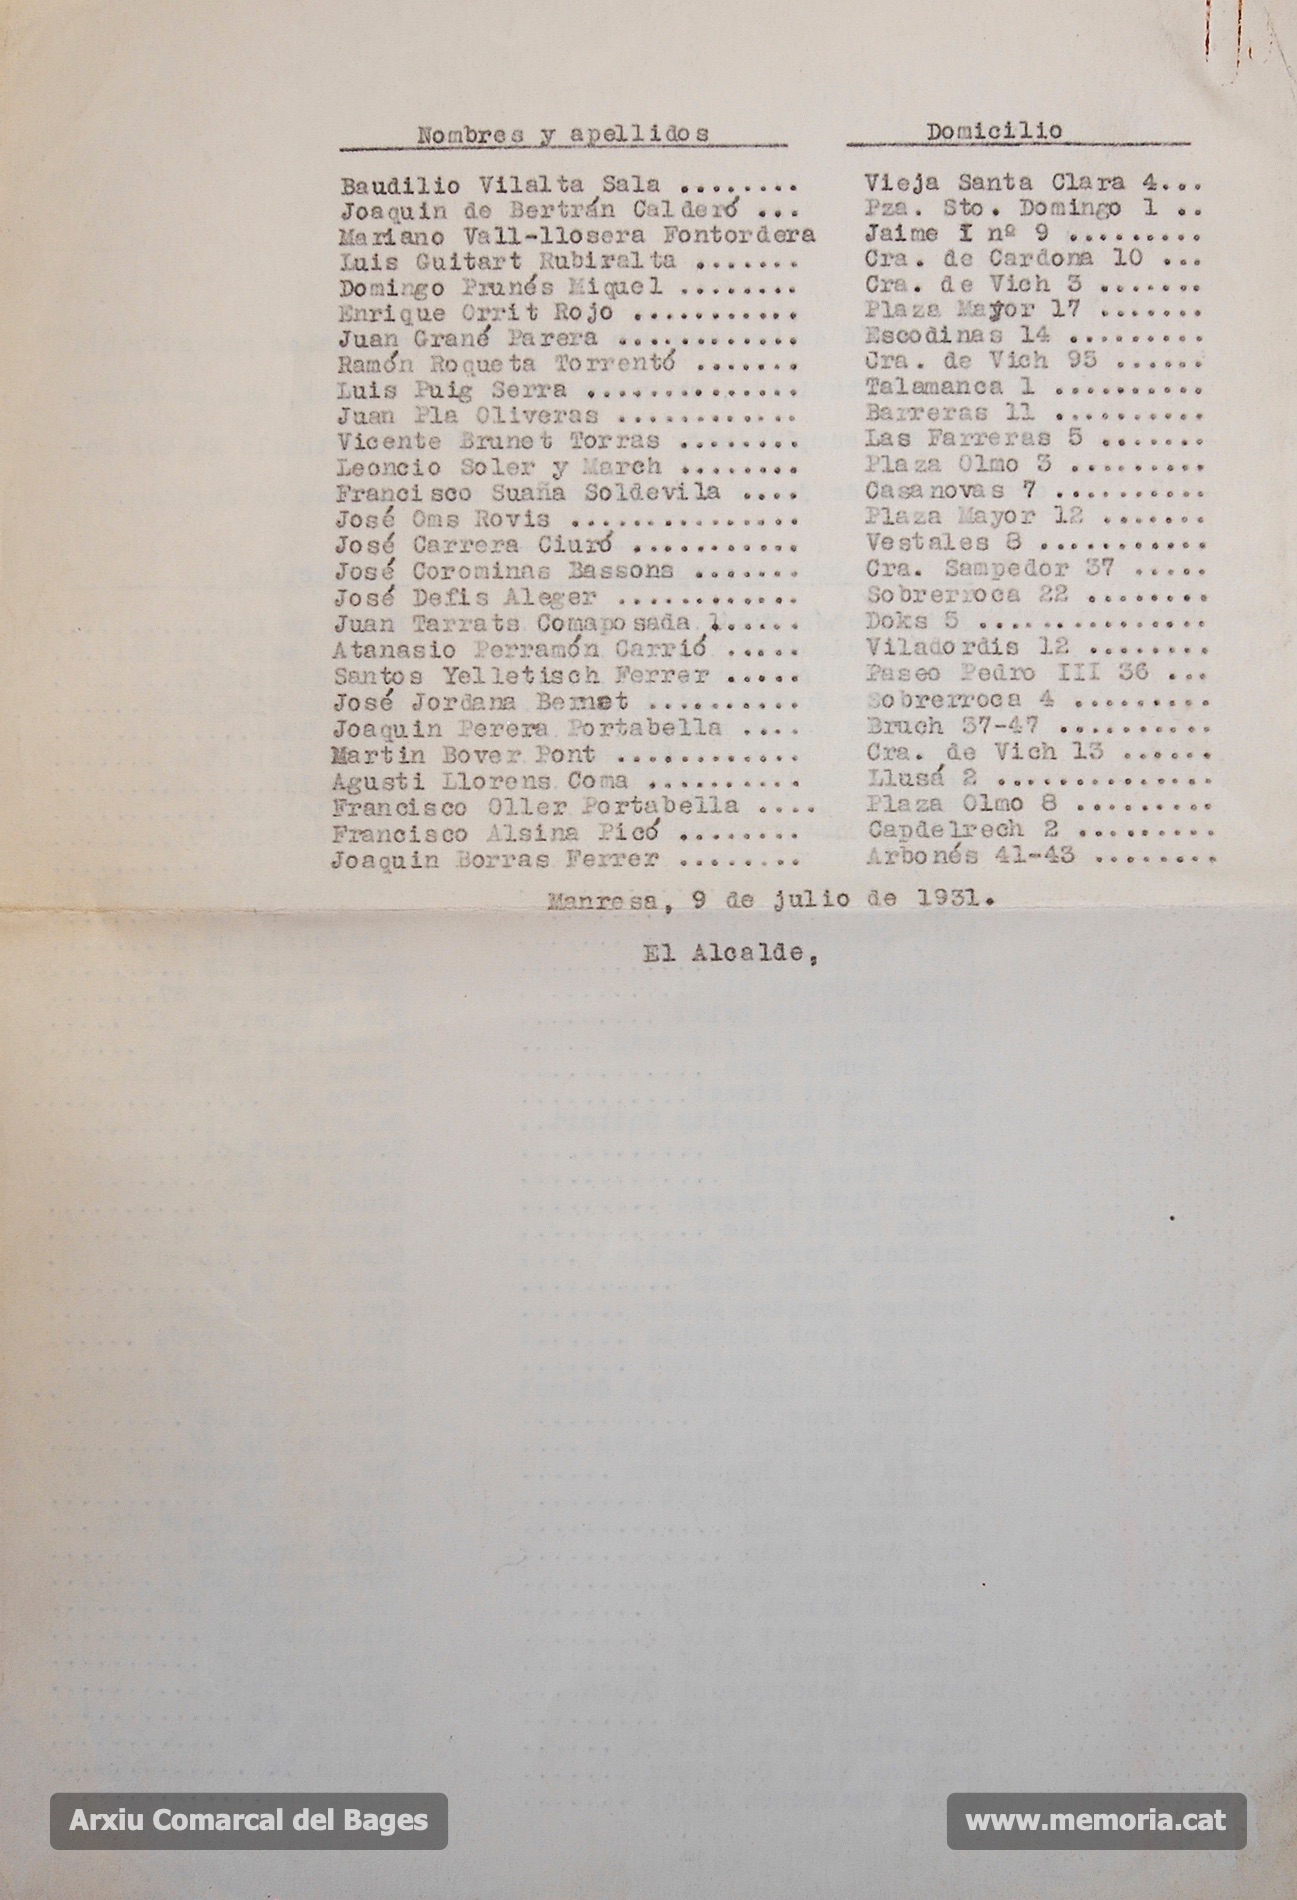 Nombres y apellidos Domicilio
Baudilio Vilalta Sala ........ Vieja Santa Clara 4...
Joaquin de Bertrán Calderó ... Pza. Sto. Domingo 1 ..
Mariano Vall-llosera Fontordera Jaime I nº 9 .........
Luis Guitart Rubiralta ....... Cra. de Cardona 10 ...
Domingo Prunés Miquel ........ Cra. de Vich 3 .......
Enrique Orrit Rojo ........... Plaza Mayor 17 .......
Juan Grané Parera ............ Escodinas 14 .........
Ramón Roqueta Torrentó ....... Cra. de Vich 95 ......
Luis Puig Serra .............. Talamanca 1 ..........
Juan Pla Oliveras ............ Barreras 11 ..........
Vicente Brunet Torras ........ Las Farreras 5 .......
Leoncio Soler y March ........ Plaza Olmo 3 .........
Francisco Suaña Soldevila .... Casanovas 7 ..........
José Oms Rovis ............... Plaza Mayor 12 .......
José Carrera Ciuró ........... Vestales 8 ...........
José Corominas Bassons ....... Cra. Sampedor 37 .....
José Defis Aleger ............ Sobrerroca 22 ........
Juan Tarrats Comaposada 1..... Doks 5 ...............
Atanasio Perramón Carrió ..... Viladordis 12 ........
Santos Yelletisch Ferrer ..... Paseo Pedro III 36 ...
José Jordana Bernet .......... Sobrerroca 4 .........
Joaquin Perera Portabella .... Bruch 37-47 ..........
Martin Bover Pont ............ Cra. de Vich 13 ......
Agusti Llorens Coma .......... Llusá 2 ..............
Francisco Oller Portabella .... Plaza Olmo 8 .........
Francisco Alsina Picó ........ Capdelrech 2 .........
Joaquin Borras Ferrer ........ Arbonés 41-43 ........
Manresa, 9 de julio de 1931.
El Alcalde,
Arxiu Comarcal del Bages www.memoria.cat